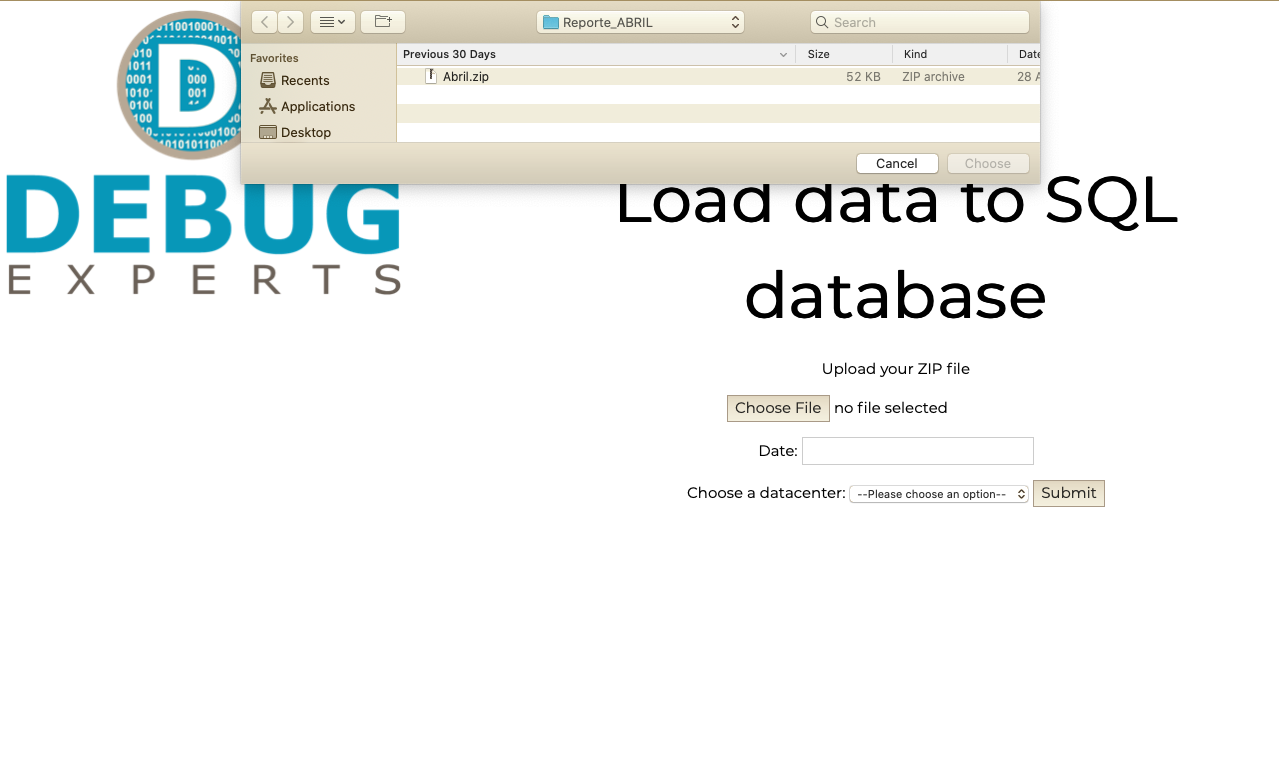 Reporte_ABRIL
Search
Favorites
Recents
Applications
Desktop
Previous 30 Days
Size
Kind
Date
Abril.zip
52 KB
ZIP archive
28 A
Cancel
Choose
D
000
001
DEBUG
EXPERTS
Load data to SQL
database
Upload your ZIP file
Choose File
no file selected
Date:
Choose a datacenter:
--Please choose an option--
Submit